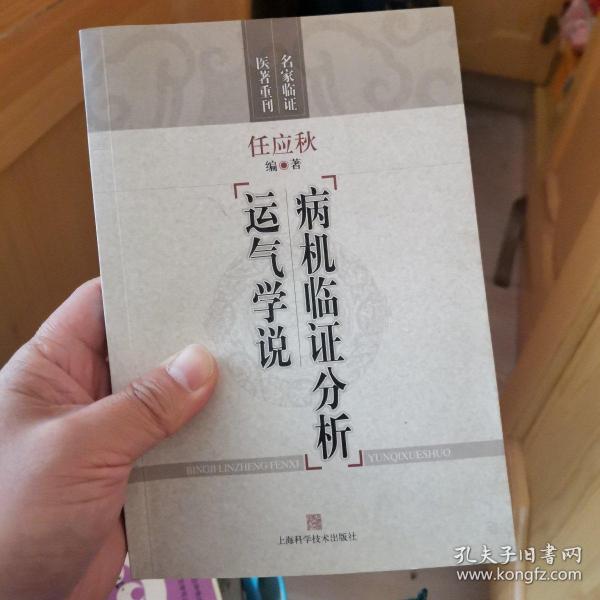 名家临证
医著重刊
任应秋
编著
病机临证分析
运气学说
BINGJI LINZHENG FENXI
YUNQIXUESHUO
上海科学技术出版社
孔夫子旧书网
www.kongfz.com